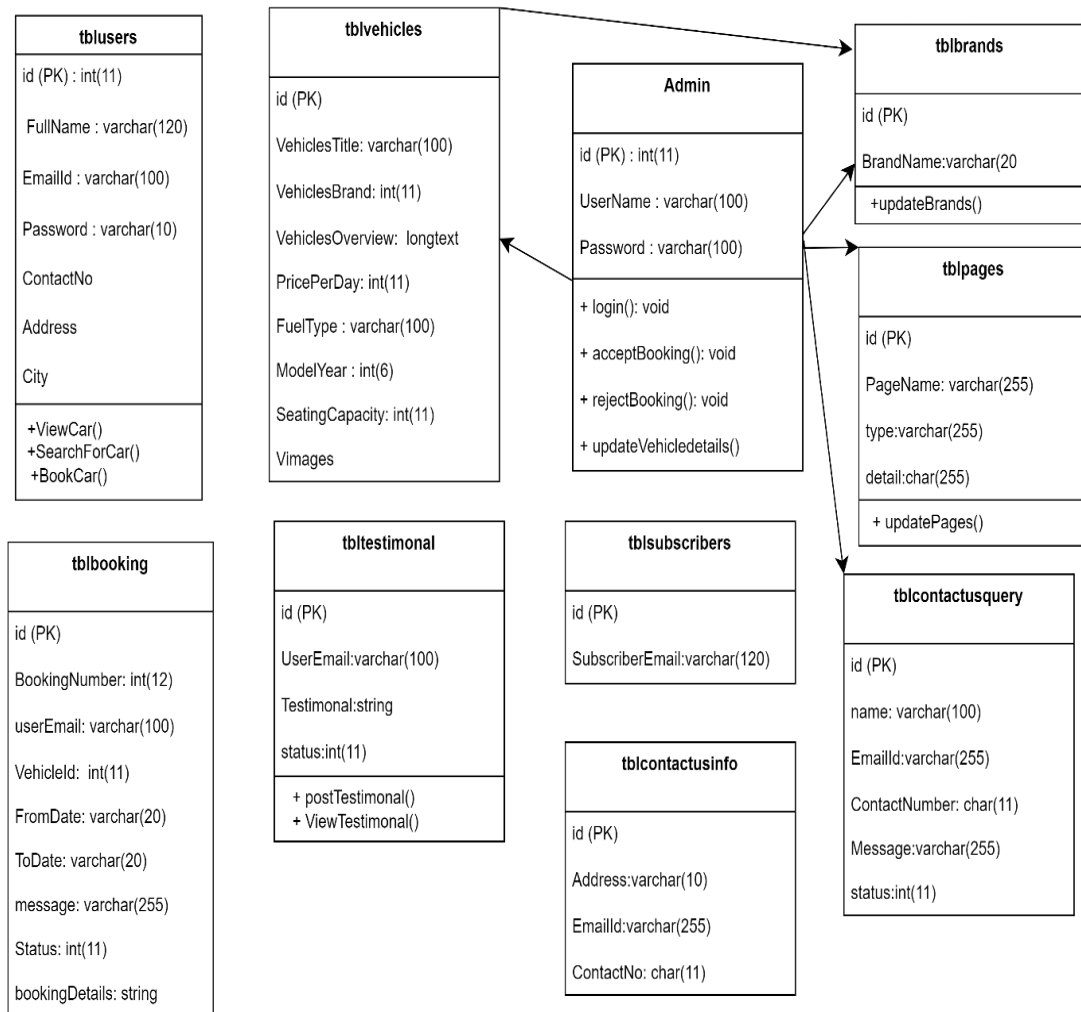 tblusers
id (PK) : int(11)
FullName : varchar(120)
EmailId : varchar(100)
Password : varchar(10)
ContactNo
Address
City
+ViewCar()
+SearchForCar()
+BookCar()
tblvehicles
id (PK)
VehiclesTitle: varchar(100)
VehiclesBrand: int(11)
VehiclesOverview: longtext
PricePerDay: int(11)
FuelType : varchar(100)
ModelYear : int(6)
SeatingCapacity: int(11)
Vimages
Admin
id (PK) : int(11)
UserName : varchar(100)
Password : varchar(100)
+ login(): void
+ acceptBooking(): void
+ rejectBooking(): void
+ updateVehicledetails()
tblbrands
id (PK)
BrandName:varchar(20
+updateBrands()
tblpages
id (PK)
PageName: varchar(255)
type:varchar(255)
detail:char(255)
+ updatePages()
tblbooking
id (PK)
BookingNumber: int(12)
userEmail: varchar(100)
VehicleId: int(11)
FromDate: varchar(20)
ToDate: varchar(20)
message: varchar(255)
Status: int(11)
bookingDetails: string
tbltestimonal
id (PK)
UserEmail:varchar(100)
Testimonal:string
status:int(11)
+ postTestimonal()
+ ViewTestimonal()
tblsubscribers
id (PK)
SubscriberEmail:varchar(120)
tblcontactusinfo
id (PK)
Address:varchar(10)
EmailId:varchar(255)
ContactNo: char(11)
tblcontactusquery
id (PK)
name: varchar(100)
EmailId:varchar(255)
ContactNumber: char(11)
Message:varchar(255)
status:int(11)